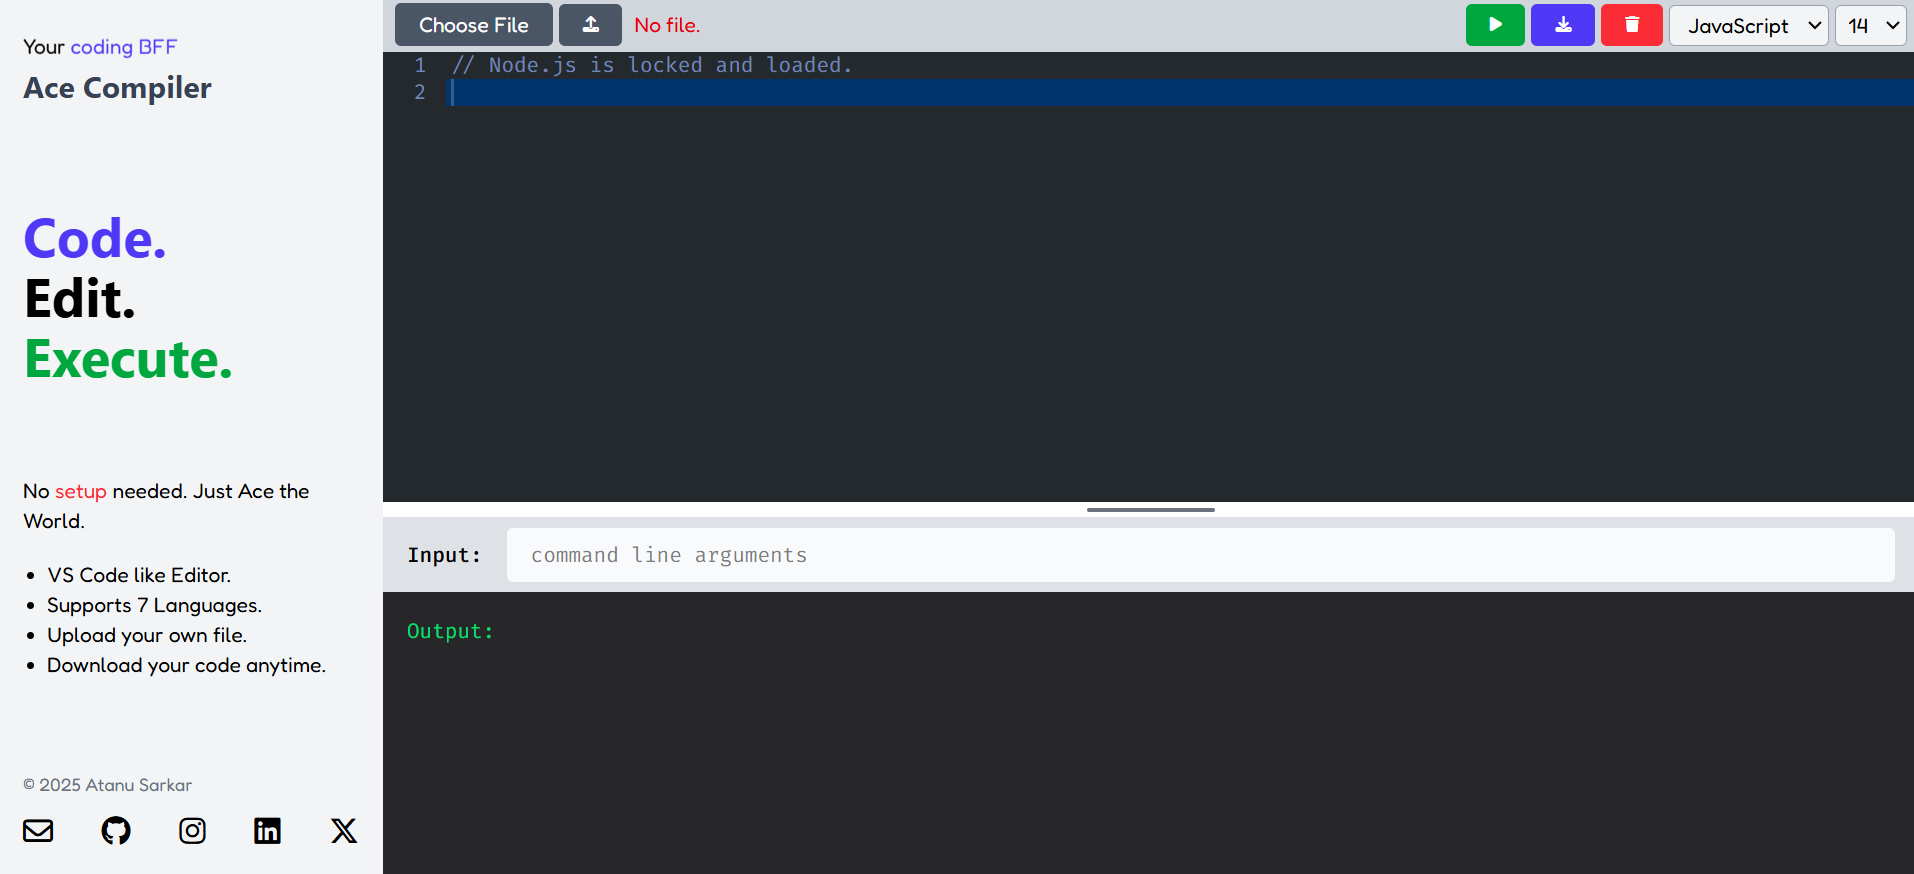 Your coding BFF
Ace Compiler
Code.
Edit.
Execute.
No setup needed. Just Ace the
World.
• VS Code like Editor.
• Supports 7 Languages.
• Upload your own file.
• Download your code anytime.
© 2025 Atanu Sarkar
Choose File
No file.
JavaScript
14
1 // Node.js is locked and loaded.
2
Input: command line arguments
Output: